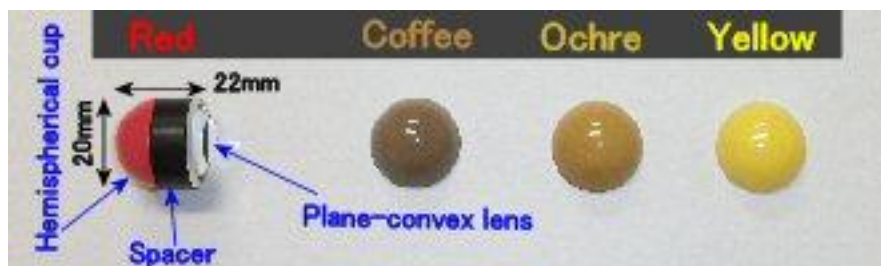 Red Coffee Ochre Yellow
22mm
20mm
Hemispherical cup
Plane-convex lens
Spacer